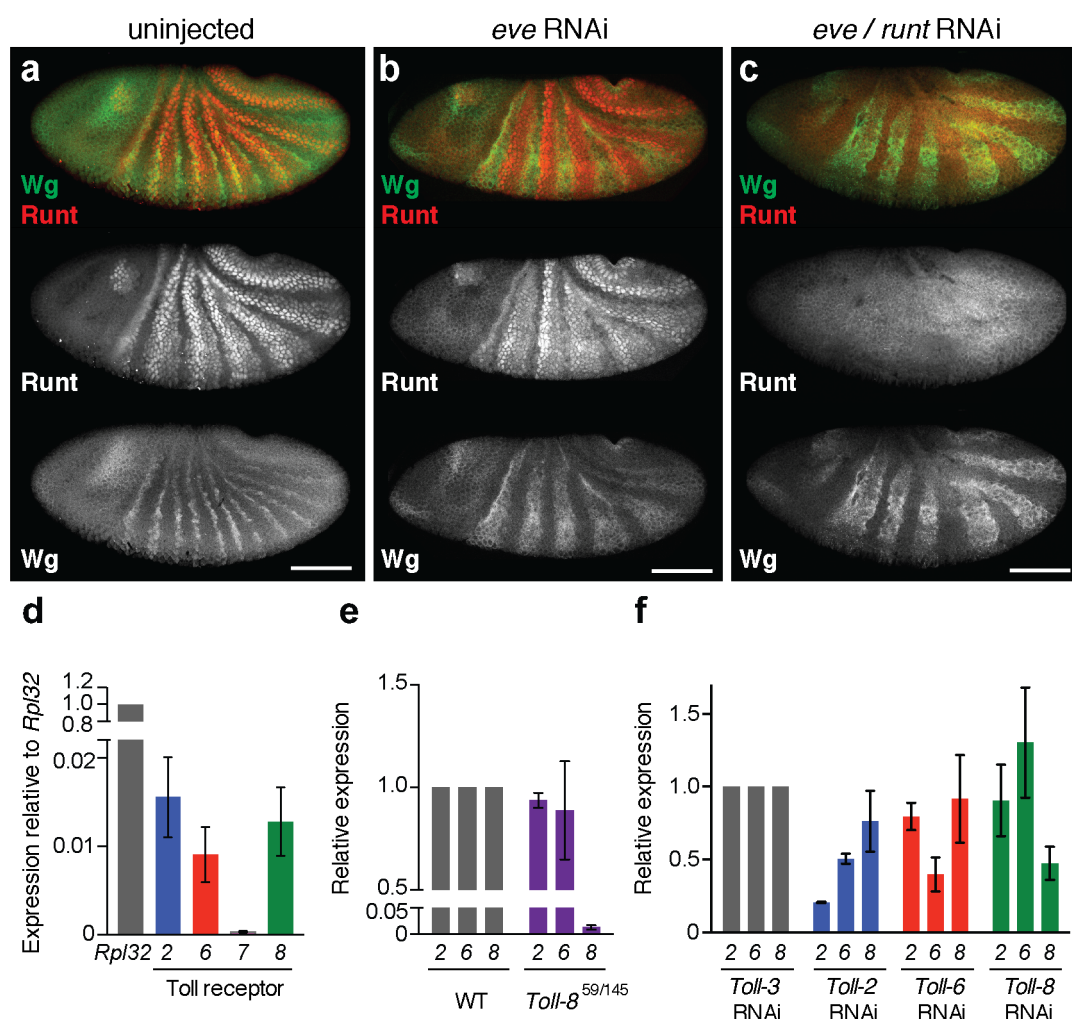 uninjected
eve RNAi
eve / runt RNAi
a
b
c
Wg
Runt
Wg
Runt
Wg
Runt
Runt
Runt
Runt
Wg
Wg
Wg
d
e
f
Expression relative to Rpl32
1.2
1.0
0.8
0.02
0.01
0
Rpl32 2 6 7 8
Toll receptor
Relative expression
1.5
1.0
0.5
0.05
0
2 6 8 2 6 8
WT Toll-8 59/145
Relative expression
1.5
1.0
0.5
0
2 6 8 2 6 8 2 6 8 2 6 8
Toll-3 Toll-2 Toll-6 Toll-8
RNAi RNAi RNAi RNAi